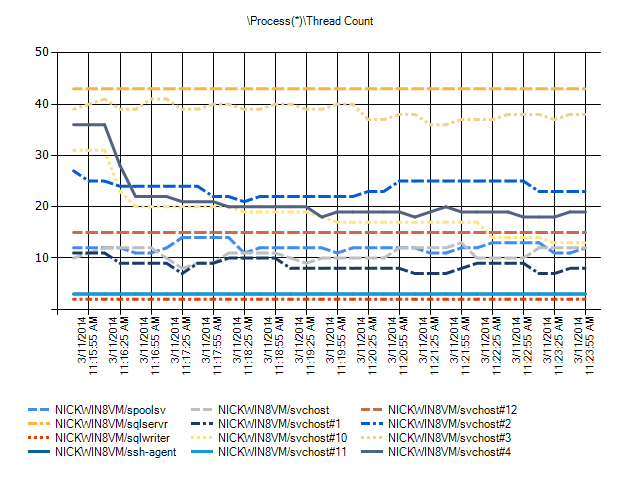 \Process(*)\Thread Count
50
40
30
20
10
3/11/2014 11:15:55 AM
3/11/2014 11:16:25 AM
3/11/2014 11:16:55 AM
3/11/2014 11:17:25 AM
3/11/2014 11:17:55 AM
3/11/2014 11:18:25 AM
3/11/2014 11:18:55 AM
3/11/2014 11:19:25 AM
3/11/2014 11:19:55 AM
3/11/2014 11:20:25 AM
3/11/2014 11:20:55 AM
3/11/2014 11:21:25 AM
3/11/2014 11:21:55 AM
3/11/2014 11:22:25 AM
3/11/2014 11:22:55 AM
3/11/2014 11:23:25 AM
3/11/2014 11:23:55 AM
NICKWIN8VM/spoolsv
NICKWIN8VM/svchost
NICKWIN8VM/svchost#12
NICKWIN8VM/sqlservr
NICKWIN8VM/svchost#1
NICKWIN8VM/svchost#2
NICKWIN8VM/sqlwriter
NICKWIN8VM/svchost#10
NICKWIN8VM/svchost#3
NICKWIN8VM/ssh-agent
NICKWIN8VM/svchost#11
NICKWIN8VM/svchost#4